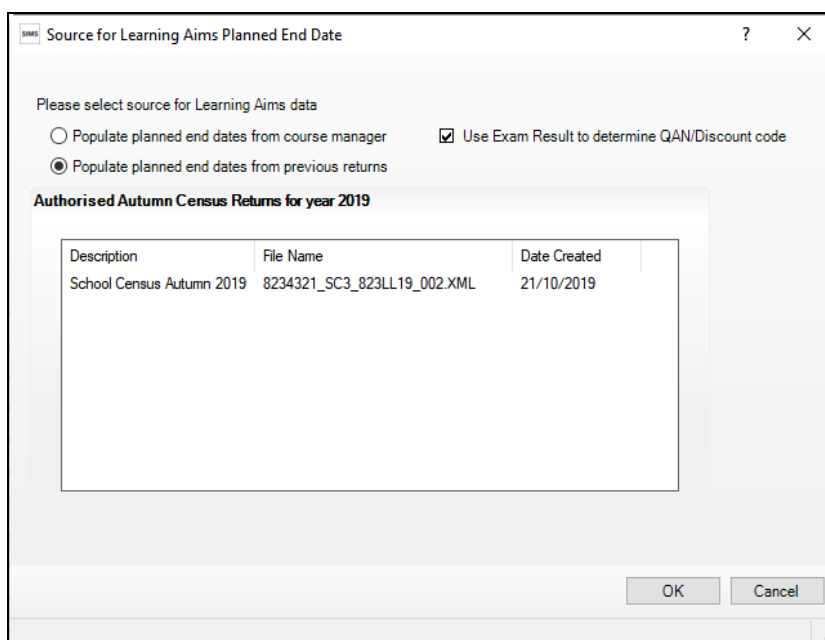 SIMS Source for Learning Aims Planned End Date ?
Please select source for Learning Aims data
Populate planned end dates from course manager Use Exam Result to determine QAN/Discount code
Populate planned end dates from previous returns
Authorised Autumn Census Returns for year 2019
Description File Name Date Created
School Census Autumn 2019 8234321_SC3_823LL19_002.XML 21/10/2019
OK Cancel